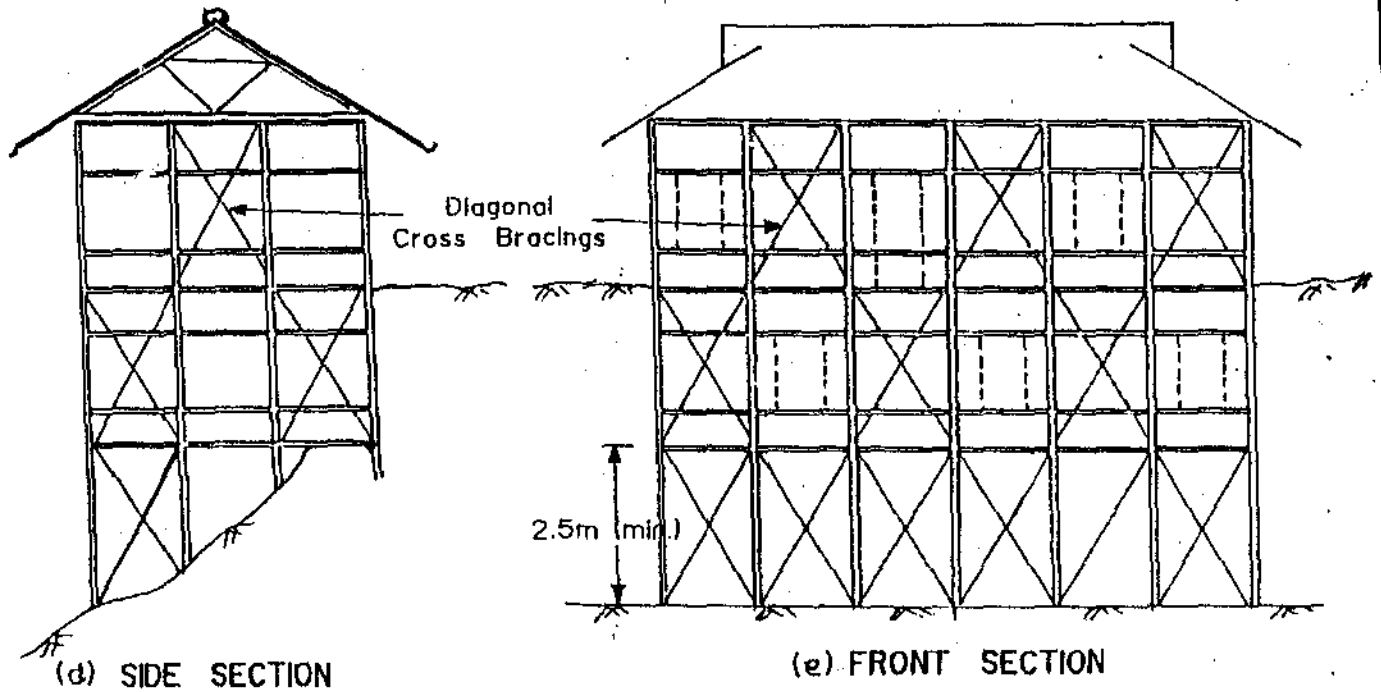 Diagonal
Cross Bracings
2.5m (min.)
(d) SIDE SECTION
(e) FRONT SECTION